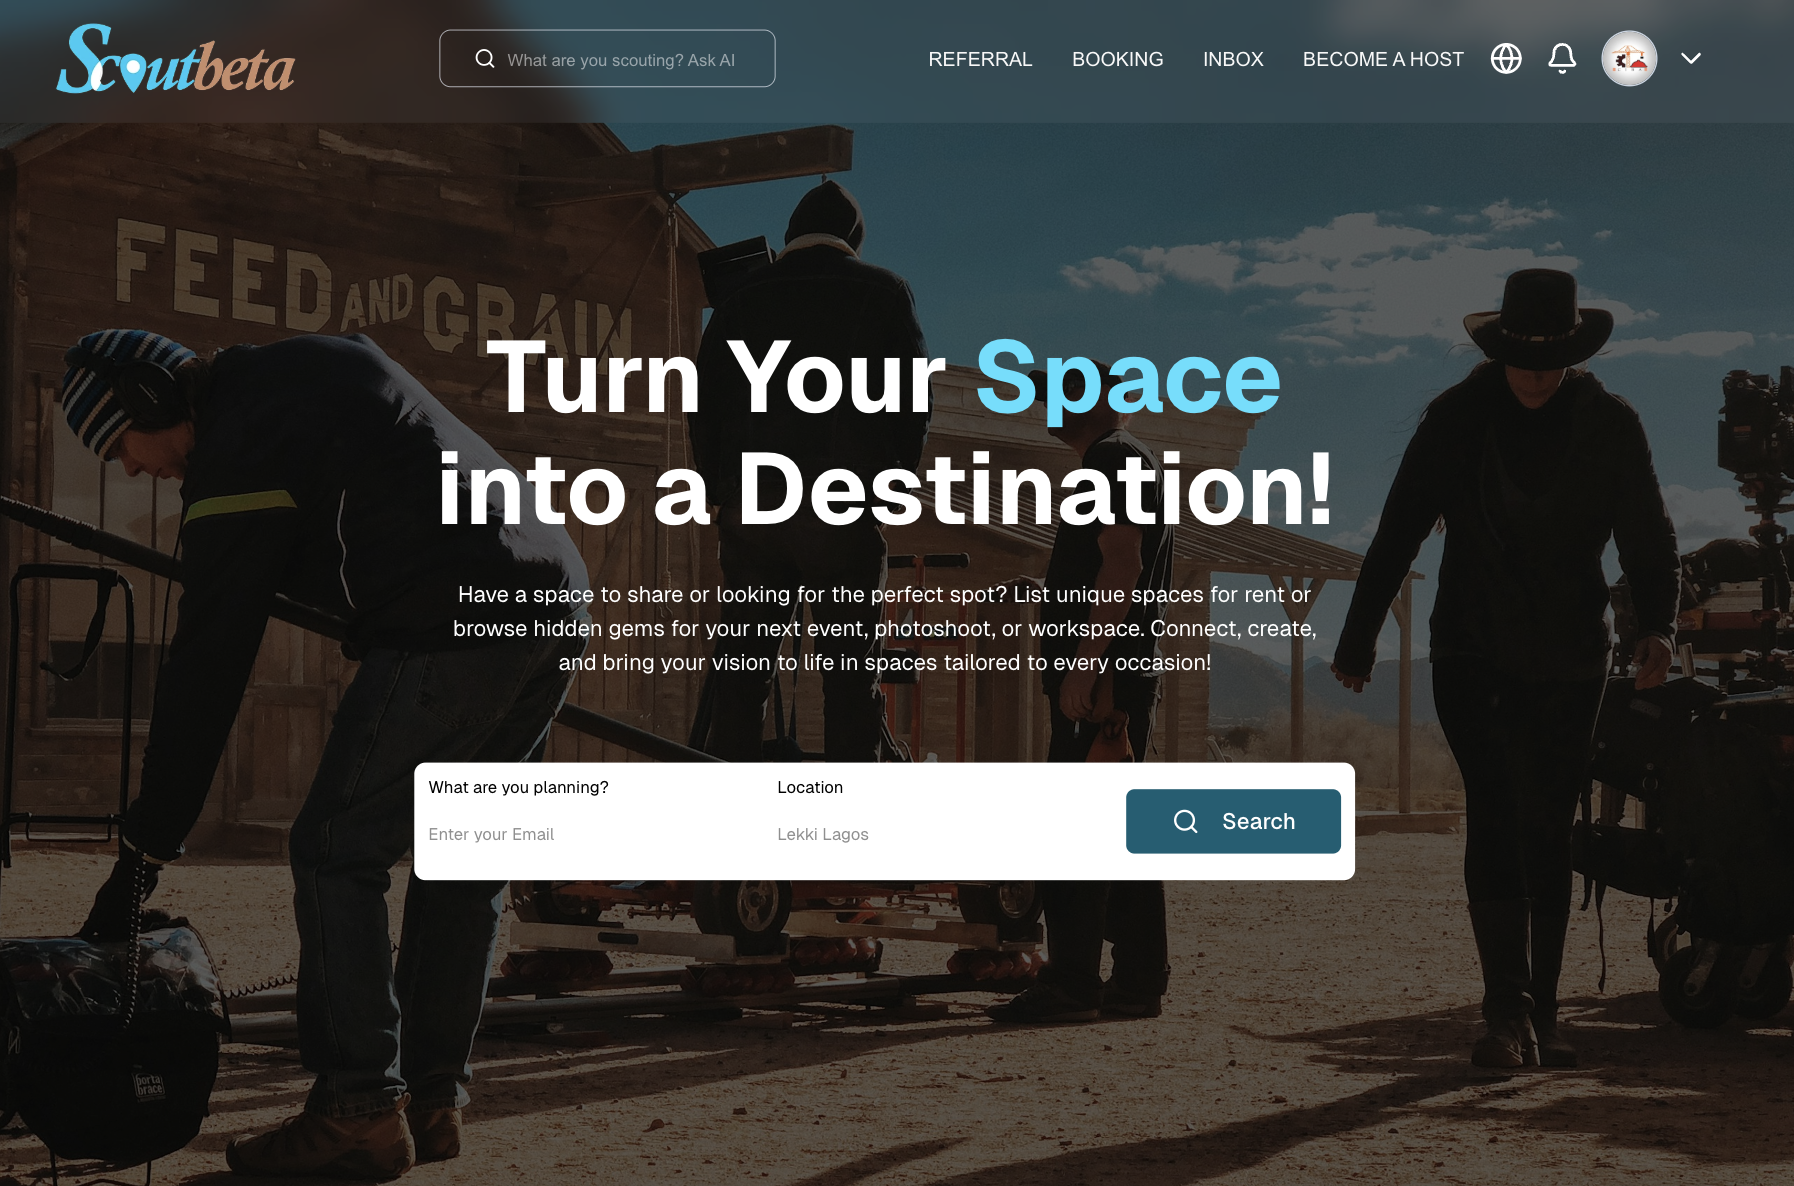 Scoutbeta
What are you scouting? Ask AI
REFERRAL
BOOKING
INBOX
BECOME A HOST
FEED AND GRAIN
Turn Your Space
into a Destination!
Have a space to share or looking for the perfect spot? List unique spaces for rent or
browse hidden gems for your next event, photoshoot, or workspace. Connect, create,
and bring your vision to life in spaces tailored to every occasion!
What are you planning?
Location
Enter your Email
Lekki Lagos
Search
porta
brace